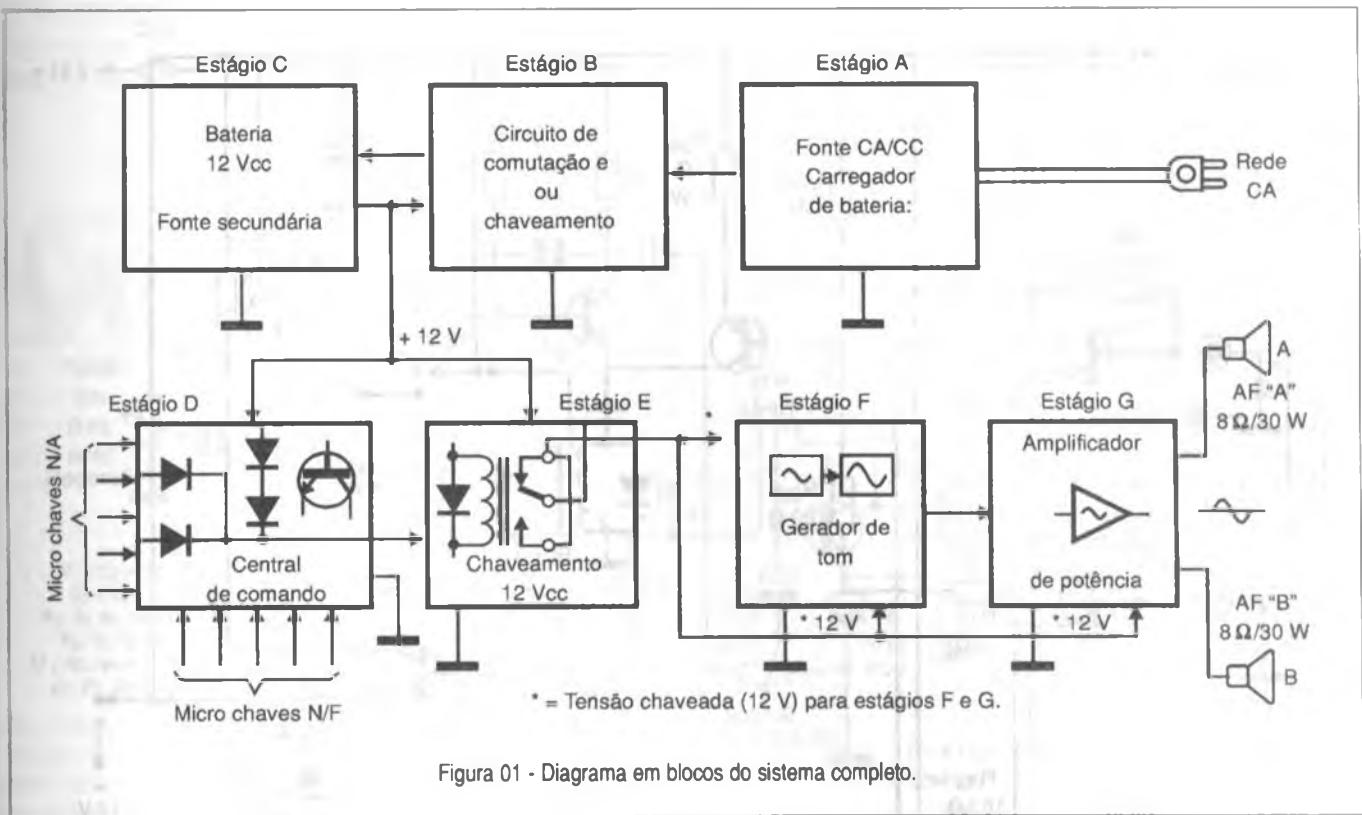 Estágio C
Estágio B
Estágio A
Bateria
12 Vcc
Fonte secundária
Circuito de
comutação e
ou
chaveamento
Fonte CA/CC
Carregador
de bateria:
Rede
CA
+ 12 V
Estágio D
Estágio E
Estágio F
Estágio G
Micro chaves N/A
Central
de comando
Chaveamento
12 Vcc
*
Gerador de
tom
Amplificador
de potência
A
AF "A"
8 Ω/30 W
AF "B"
8 Ω/30 W
B
* 12 V
* 12 V
Micro chaves N/F
* = Tensão chaveada (12 V) para estágios F e G.
Figura 01 - Diagrama em blocos do sistema completo.